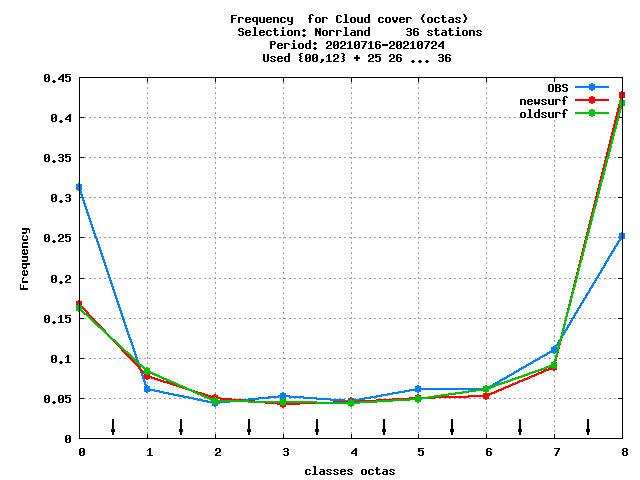 Frequency  for Cloud cover (octas)
Selection: Norrland     36 stations
Period: 20210716-20210724
Used {00,12} + 25 26 ... 36
OBS
newsurf
oldsurf
0.45
0.4
0.35
0.3
0.25
0.2
0.15
0.1
0.05
0
Frequency
0 1 2 3 4 5 6 7 8
classes octas